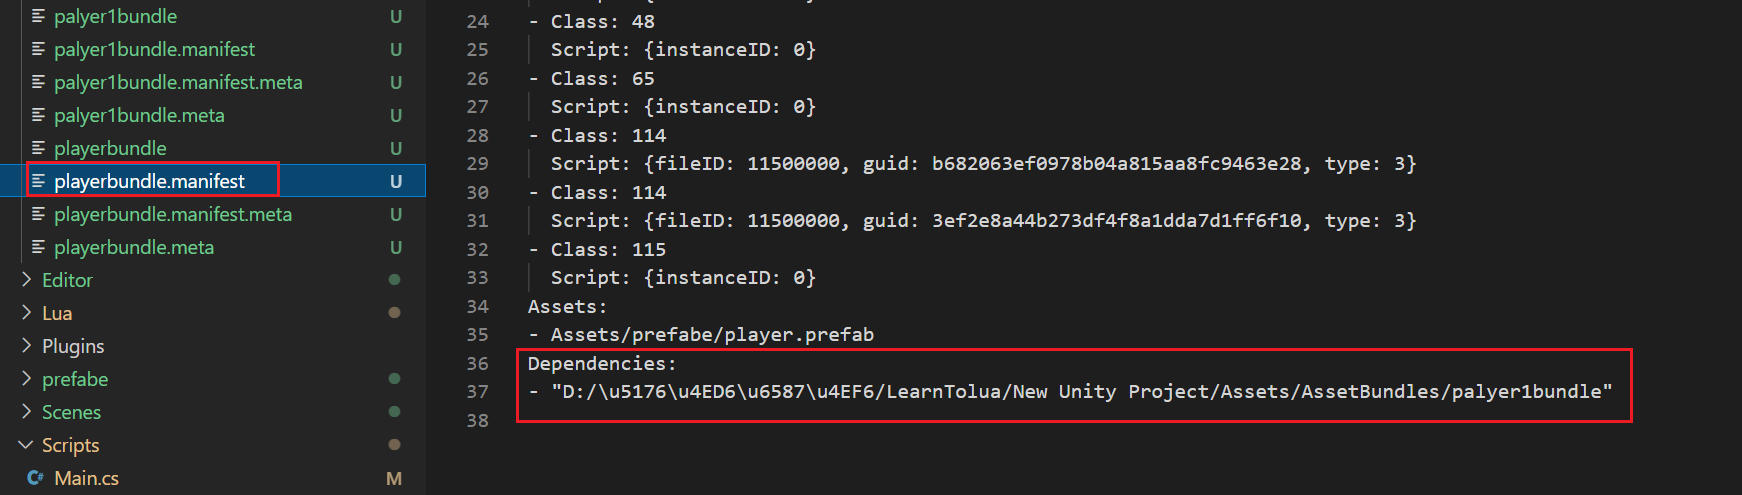 palyer1bundle U
palyer1bundle.manifest U
palyer1bundle.manifest.meta U
palyer1bundle.meta U
playerbundle U
playerbundle.manifest U
playerbundle.manifest.meta U
playerbundle.meta U
Editor
Lua
Plugins
prefabe
Scenes
Scripts
Main.cs M
24 - Class: 48
25 Script: {instanceID: 0}
26 - Class: 65
27 Script: {instanceID: 0}
28 - Class: 114
29 Script: {fileID: 11500000, guid: b682063ef0978b04a815aa8fc9463e28, type: 3}
30 - Class: 114
31 Script: {fileID: 11500000, guid: 3ef2e8a44b273df4f8a1dda7d1ff6f10, type: 3}
32 - Class: 115
33 Script: {instanceID: 0}
34 Assets:
35 - Assets/prefabe/player.prefab
36 Dependencies:
37 - "D:/\u5176\u4ED6\u6587\u4EF6/LearnTolua/New Unity Project/Assets/AssetBundles/palyer1bundle"
38